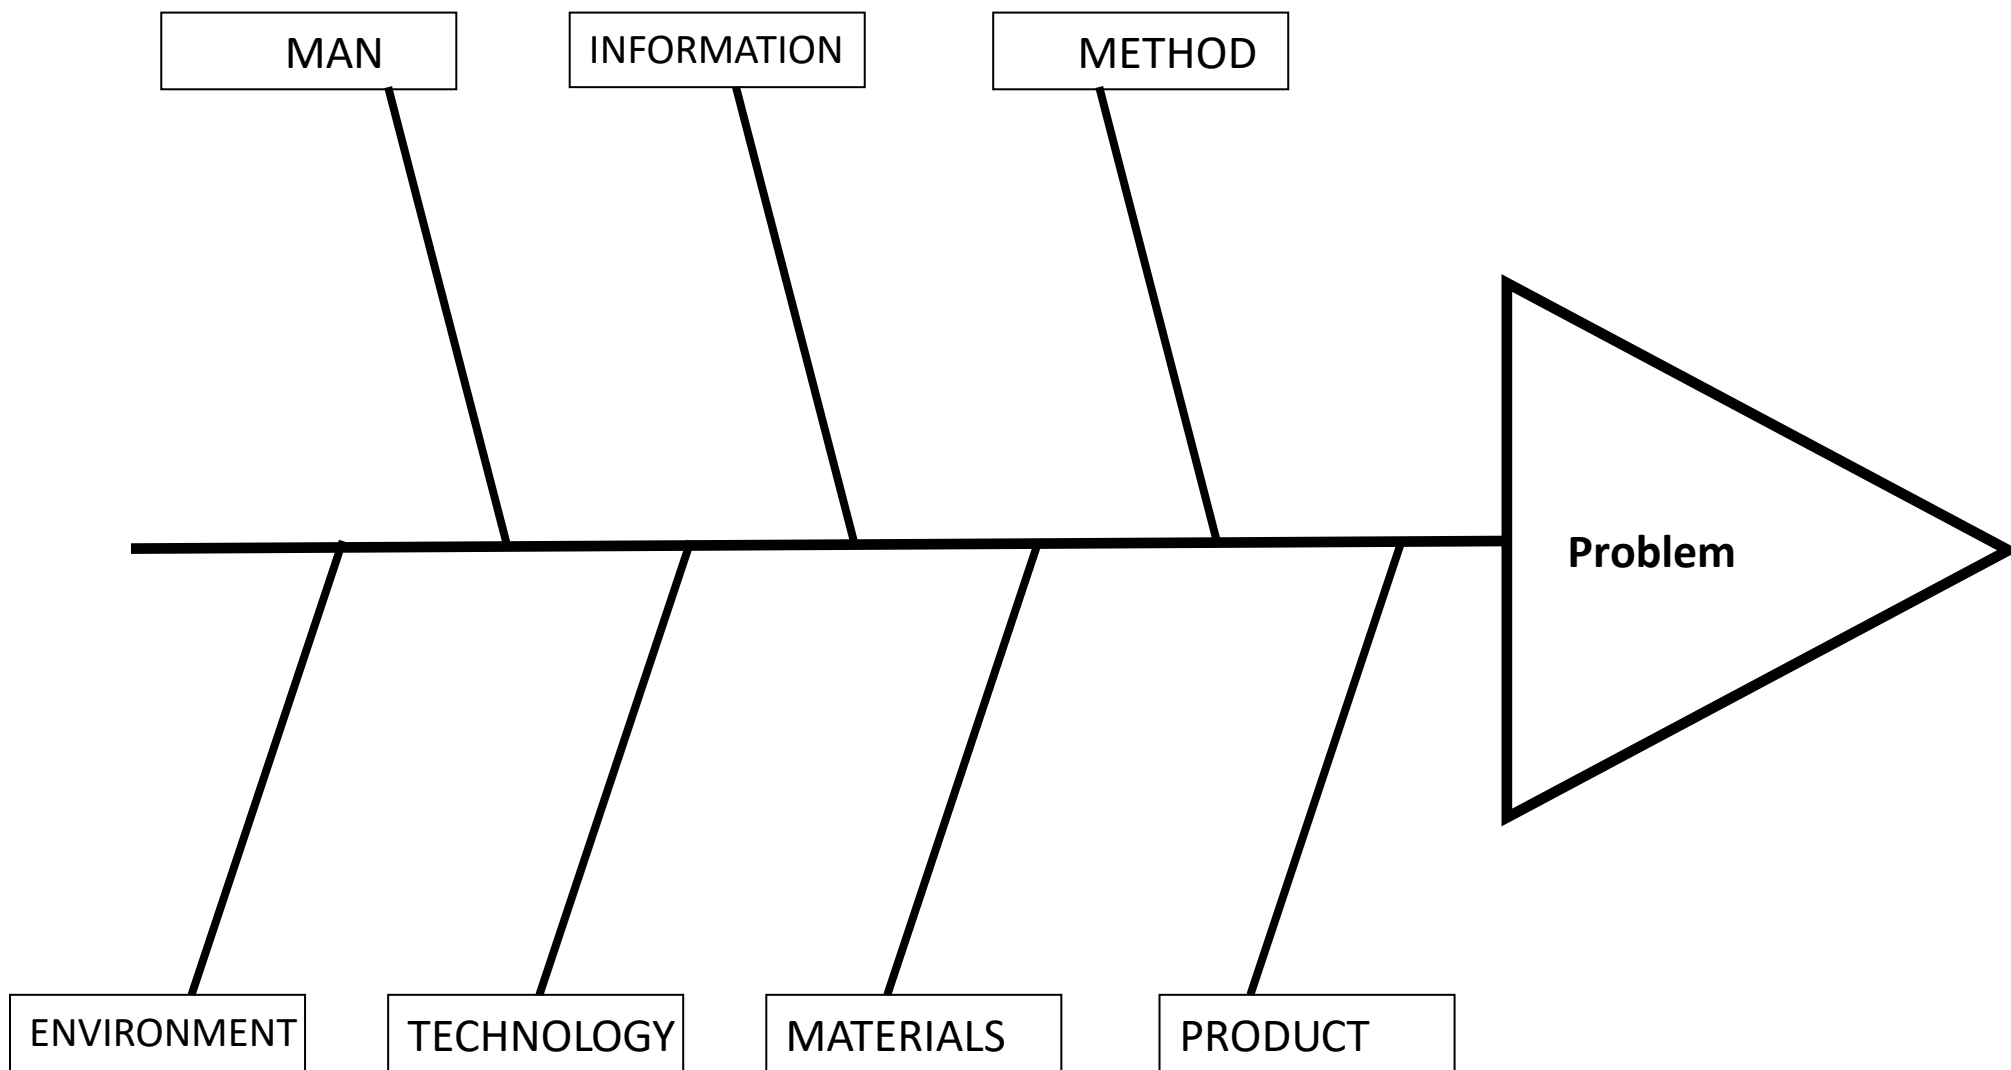 MAN
INFORMATION
METHOD
Problem
ENVIRONMENT
TECHNOLOGY
MATERIALS
PRODUCT